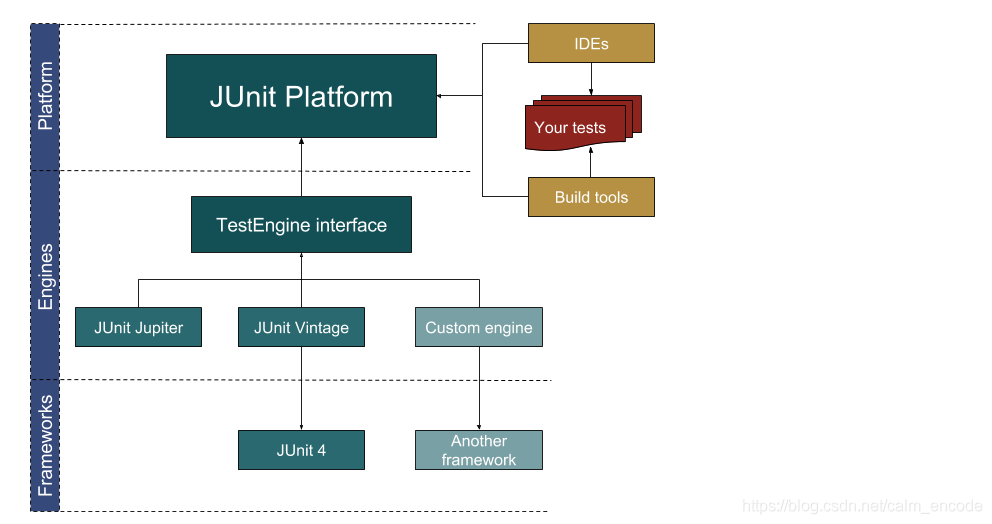 Platform
JUnit Platform
IDEs
Your tests
Build tools
Engines
TestEngine interface
JUnit Jupiter
JUnit Vintage
Custom engine
Frameworks
JUnit 4
Another
framework
https://blog.csdn.net/calm_encode